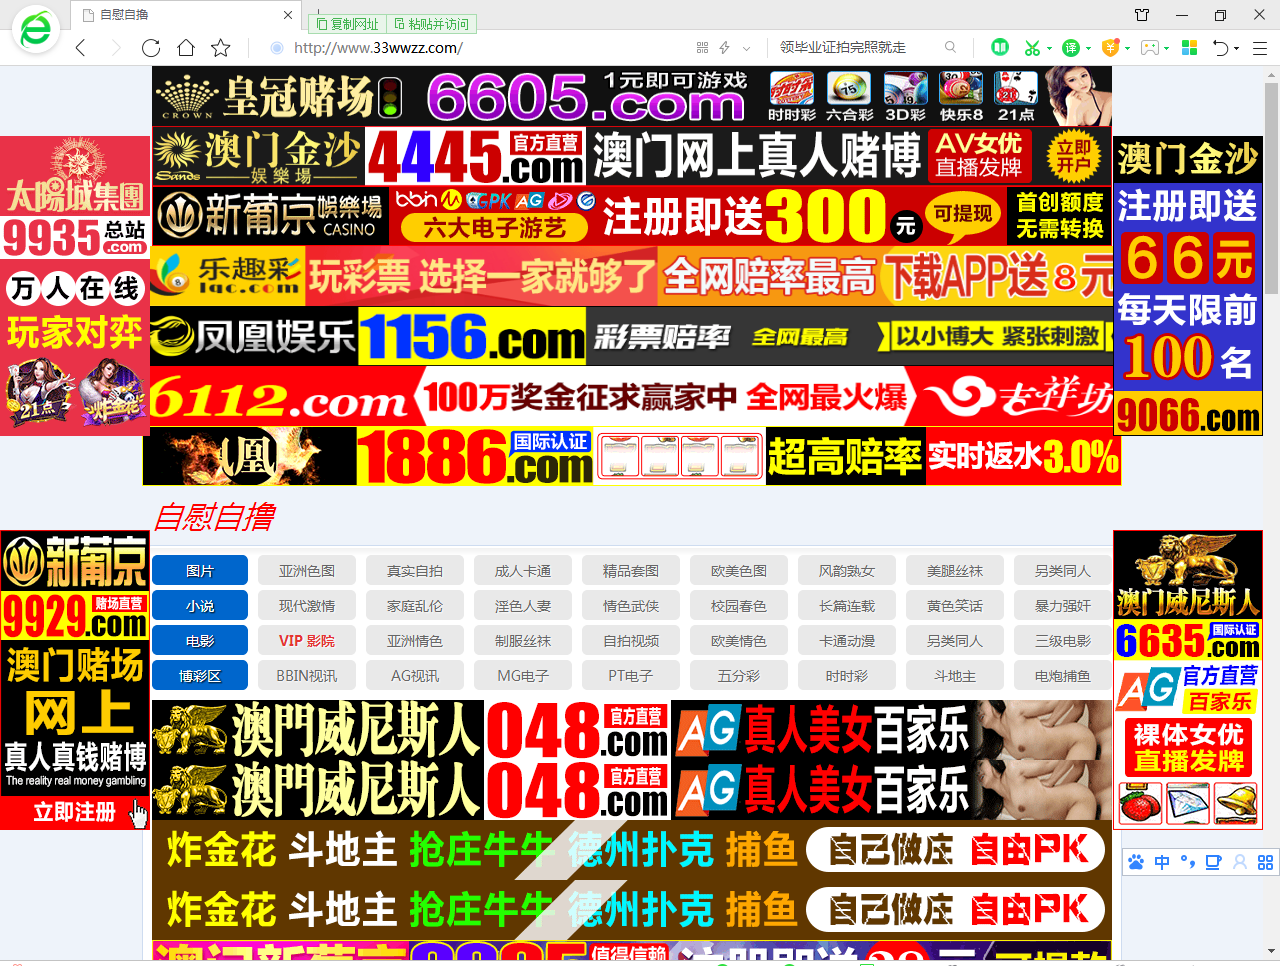 自慰自撸
复制网址 粘贴并访问
http://www.33wwzz.com/
领毕业证拍完照就走
皇冠赌场 CROWN 6605.com 1元即可游戏 时时彩 六合彩 3D彩 快乐8 21点
澳门金沙 Sands 娱樂場 4445.com 官方直营 澳门网上真人赌博 AV女优 直播发牌 立即开户
新葡京 娛樂場 CASINO bbin GPK AG 六大电子游艺 注册即送300元 可提现 首创额度 无需转换
乐趣彩 lqc.com 玩彩票 选择一家就够了 全网赔率最高 下载APP送8元
凤凰娱乐 1156.com 彩票赔率 全网最高 以小博大 紧张刺激
6112.com 100万奖金征求赢家中 全网最火爆 吉祥坊
凰 1886.com 国际认证 超高赔率 实时返水3.0%
太陽城集團
9935.com 总站
万人在线
玩家对弈
21点 炸金花
澳门金沙
注册即送
66元
每天限前
100名
9066.com
自慰自撸
图片 亚洲色图 真实自拍 成人卡通 精品套图 欧美色图 风韵熟女 美腿丝袜 另类同人
小说 现代激情 家庭乱伦 淫色人妻 情色武侠 校园春色 长篇连载 黄色笑话 暴力强奸
电影 VIP 影院 亚洲情色 制服丝袜 自拍视频 欧美情色 卡通动漫 另类同人 三级电影
博彩区 BBIN视讯 AG视讯 MG电子 PT电子 五分彩 时时彩 斗地主 电炮捕鱼
新葡京
9929.com 赌场直营
澳门赌场
网上
真人真钱赌博
The reality real money gambling
立即注册
澳门威尼斯人
6635.com 国际认证
AG 官方直营
百家乐
裸体女优
直播发牌
澳門威尼斯人 048.com 官方直营 AG 真人美女百家乐
澳門威尼斯人 048.com 官方直营 AG 真人美女百家乐
炸金花 斗地主 抢庄牛牛 德州扑克 捕鱼 自己做庄 自由PK
炸金花 斗地主 抢庄牛牛 德州扑克 捕鱼 自己做庄 自由PK
值得信赖
中